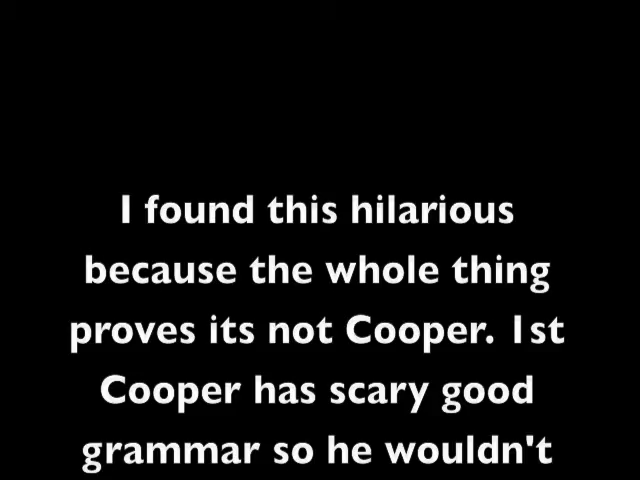 I found this hilarious
because the whole thing
proves its not Cooper. 1st
Cooper has scary good
grammar so he wouldn't